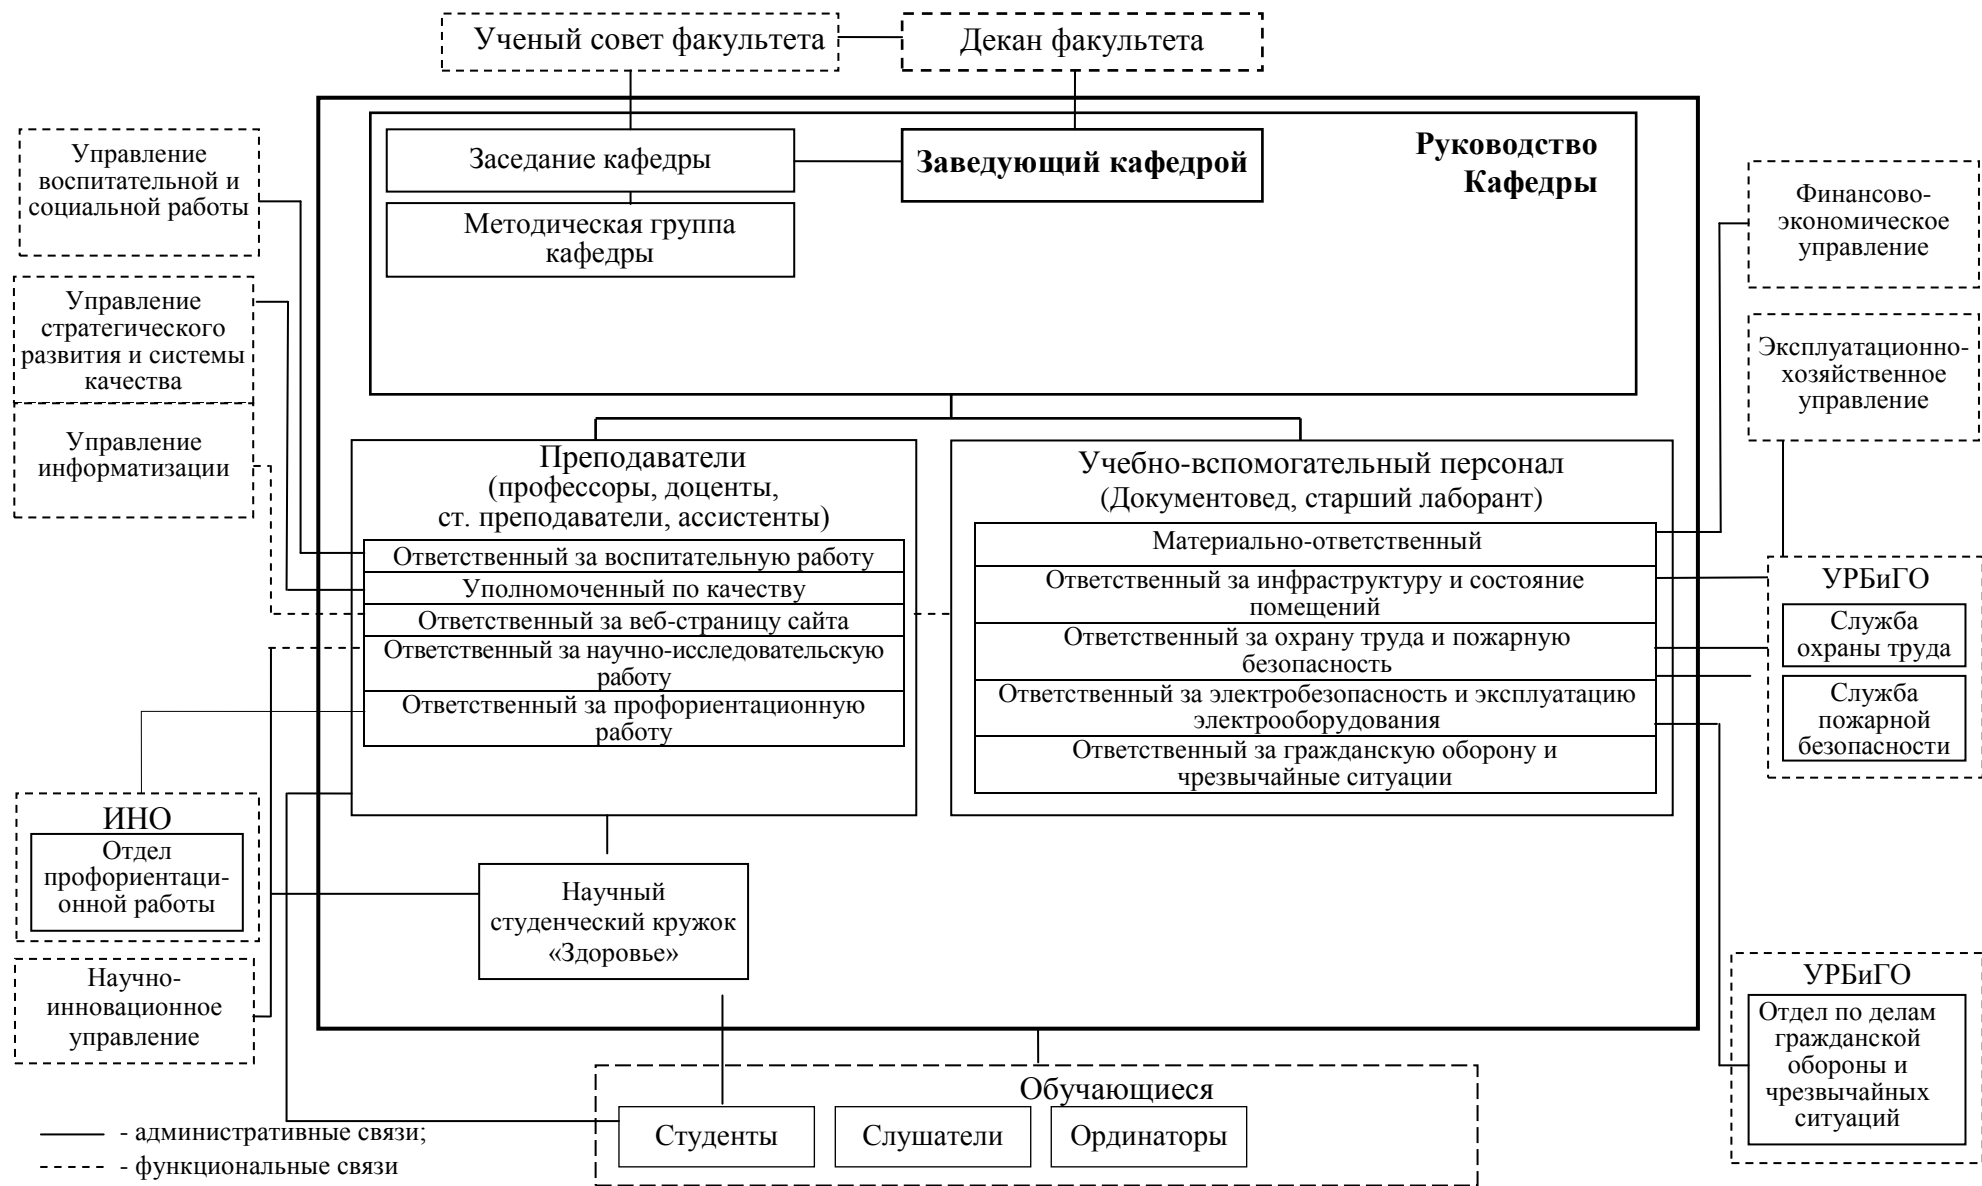 Ученый совет факультета
Декан факультета
Руководство
Кафедры
Заседание кафедры
Заведующий кафедрой
Методическая группа
кафедры
Управление
воспитательной и
социальной работы
Управление
стратегического
развития и системы
качества
Управление
информатизации
Финансово-
экономическое
управление
Эксплуатационно-
хозяйственное
управление
Преподаватели
(профессоры, доценты,
ст. преподаватели, ассистенты)
Ответственный за воспитательную работу
Уполномоченный по качеству
Ответственный за веб-страницу сайта
Ответственный за научно-исследовательскую
работу
Ответственный за профориентационную
работу
Учебно-вспомогательный персонал
(Документовед, старший лаборант)
Материально-ответственный
Ответственный за инфраструктуру и состояние
помещений
Ответственный за охрану труда и пожарную
безопасность
Ответственный за электробезопасность и эксплуатацию
электрооборудования
Ответственный за гражданскую оборону и
чрезвычайные ситуации
УРБиГО
Служба
охраны труда
Служба
пожарной
безопасности
ИНО
Отдел
профориентаци-
онной работы
Научный
студенческий кружок
«Здоровье»
Научно-
инновационное
управление
УРБиГО
Отдел по делам
гражданской
обороны и
чрезвычайных
ситуаций
Обучающиеся
Студенты
Слушатели
Ординаторы
- административные связи;
- функциональные связи